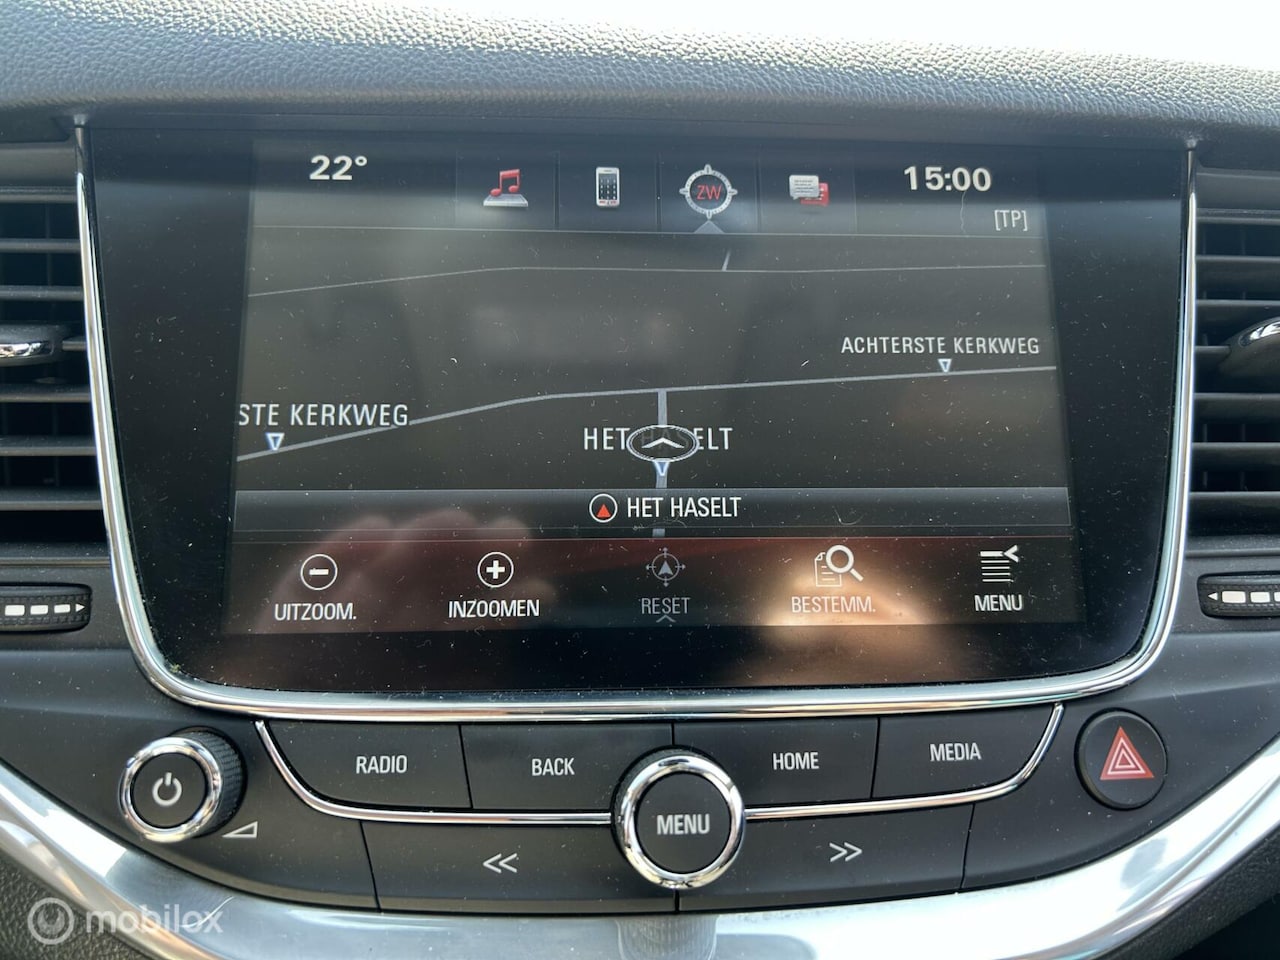 22°
ZW
15:00
[TP]
ACHTERSTE KERKWEG
STE KERKWEG
HET HASELT
HET HASELT
UITZOOM.
INZOOMEN
RESET
BESTEMM.
MENU
RADIO
BACK
HOME
MEDIA
MENU
mobilox